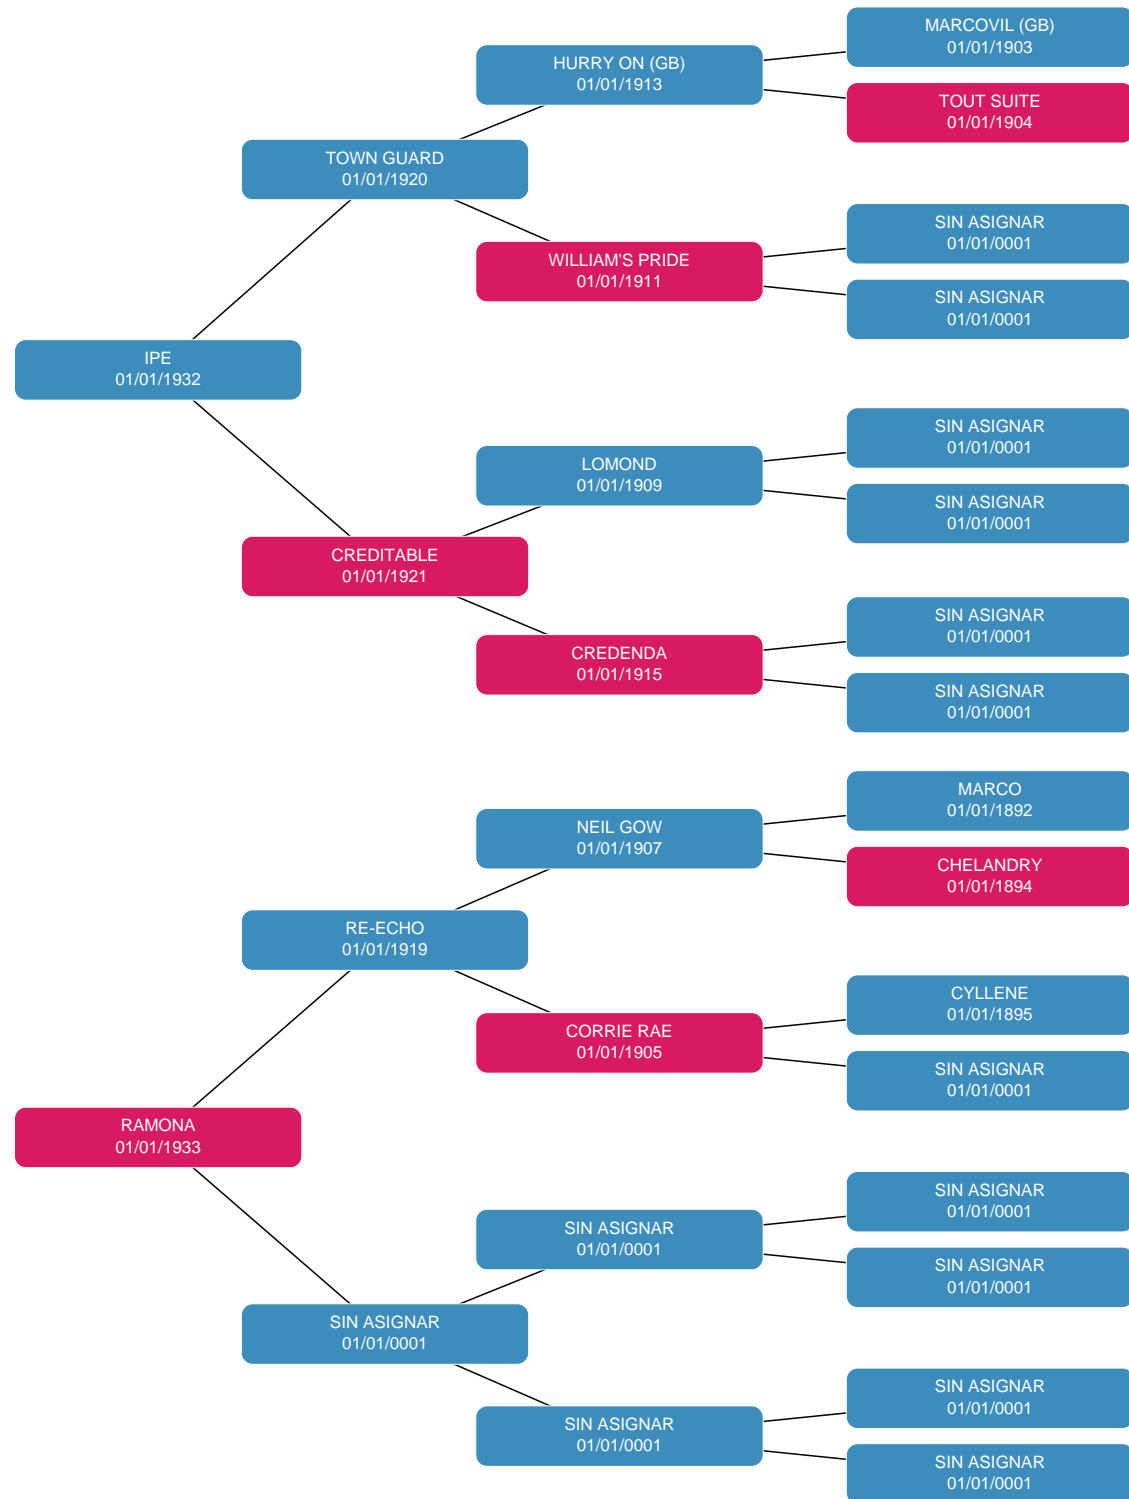 MARCOVIL (GB)
01/01/1903
HURRY ON (GB)
01/01/1913
TOUT SUITE
01/01/1904
TOWN GUARD
01/01/1920
SIN ASIGNAR
01/01/0001
WILLIAM'S PRIDE
01/01/1911
SIN ASIGNAR
01/01/0001
IPE
01/01/1932
SIN ASIGNAR
01/01/0001
LOMOND
01/01/1909
SIN ASIGNAR
01/01/0001
CREDITABLE
01/01/1921
SIN ASIGNAR
01/01/0001
CREDENDA
01/01/1915
SIN ASIGNAR
01/01/0001
MARCO
01/01/1892
NEIL GOW
01/01/1907
CHELANDRY
01/01/1894
RE-ECHO
01/01/1919
CYLLENE
01/01/1895
CORRIE RAE
01/01/1905
SIN ASIGNAR
01/01/0001
RAMONA
01/01/1933
SIN ASIGNAR
01/01/0001
SIN ASIGNAR
01/01/0001
SIN ASIGNAR
01/01/0001
SIN ASIGNAR
01/01/0001
SIN ASIGNAR
01/01/0001
SIN ASIGNAR
01/01/0001
SIN ASIGNAR
01/01/0001